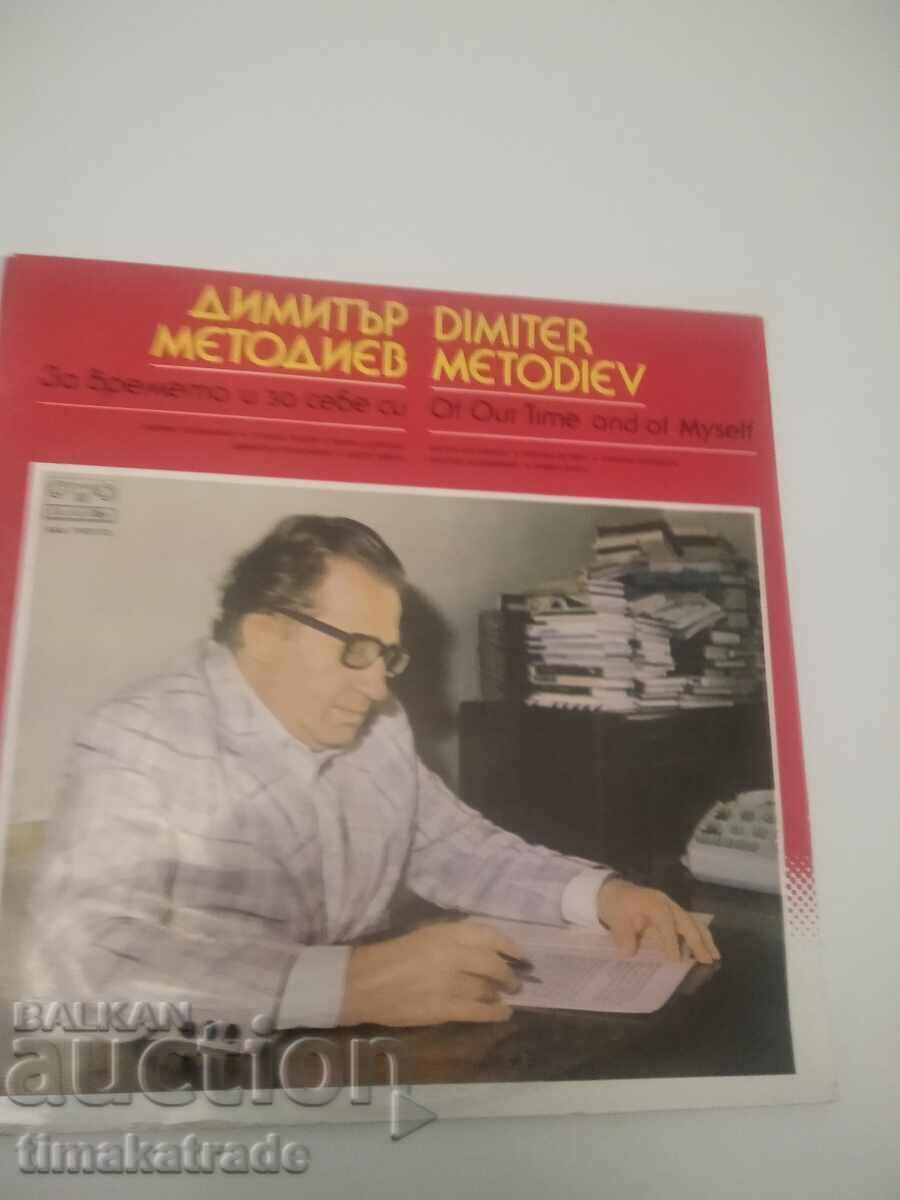 ДИМИТЪР
МЕТОДИЕВ
За времето и за себе си
DIMITER
METODIEV
Of Our Time and of Myself
BALKAN
auction
timakatrade